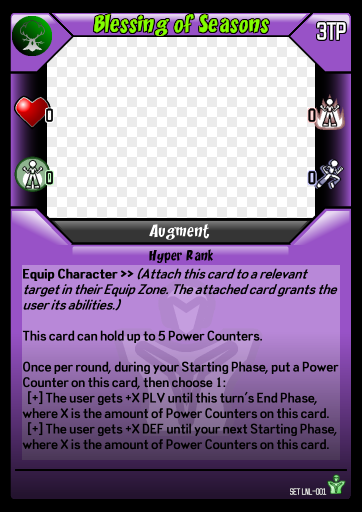 Blessing of Seasons
3TP
0
0
0
0
Augment
Hyper Rank
Equip Character >> (Attach this card to a relevant
target in their Equip Zone. The attached card grants the
user its abilities.)
This card can hold up to 5 Power Counters.
Once per round, during your Starting Phase, put a Power
Counter on this card, then choose 1:
[+] The user gets +X PLV until this turn's End Phase,
where X is the amount of Power Counters on this card.
[+] The user gets +X DEF until your next Starting Phase,
where X is the amount of Power Counters on this card.
SET LNL-001